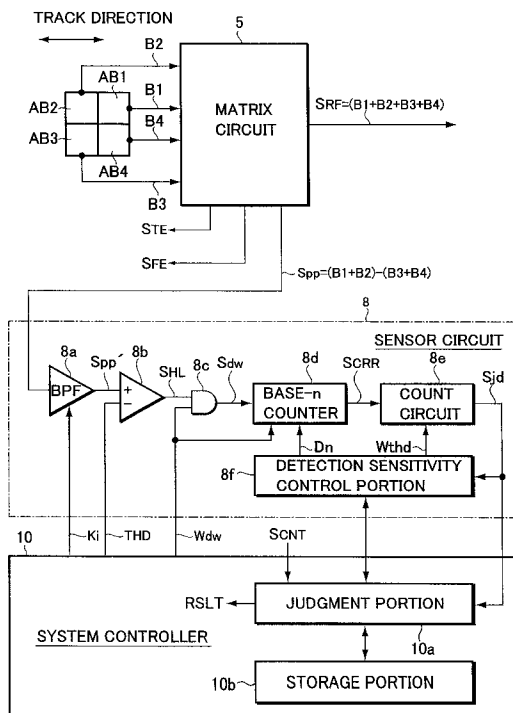 TRACK DIRECTION
5
B2
AB1
AB2
B1
B4
AB3
AB4
B3
MATRIX
CIRCUIT
SRF=(B1+B2+B3+B4)
STE
SFE
Spp=(B1+B2)-(B3+B4)
8
SENSOR CIRCUIT
8a
BPF
Spp'
8b
+
−
SHL
8c
Sdw
8d
BASE-n
COUNTER
SCRR
8e
COUNT
CIRCUIT
Sjd
Dn
Wthd
8f
DETECTION SENSITIVITY
CONTROL PORTION
10
Ki
THD
Wdw
SCNT
RSLT
JUDGMENT PORTION
10a
SYSTEM CONTROLLER
10b
STORAGE PORTION